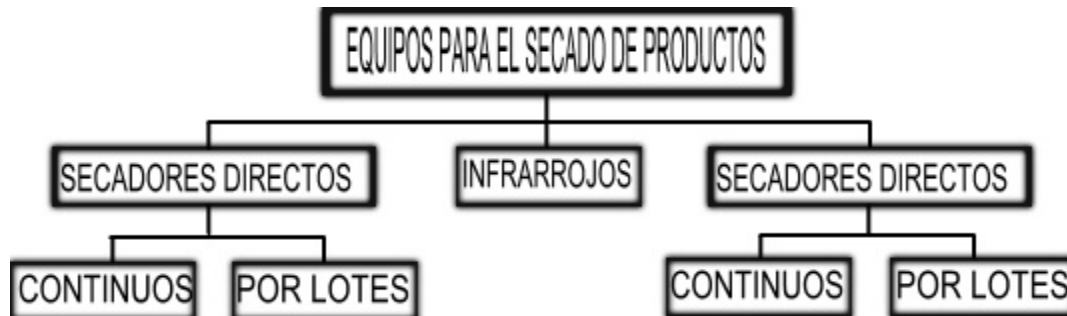 EQUIPOS PARA EL SECADO DE PRODUCTOS
SECADORES DIRECTOS
INFRARROJOS
SECADORES DIRECTOS
CONTINUOS
POR LOTES
CONTINUOS
POR LOTES